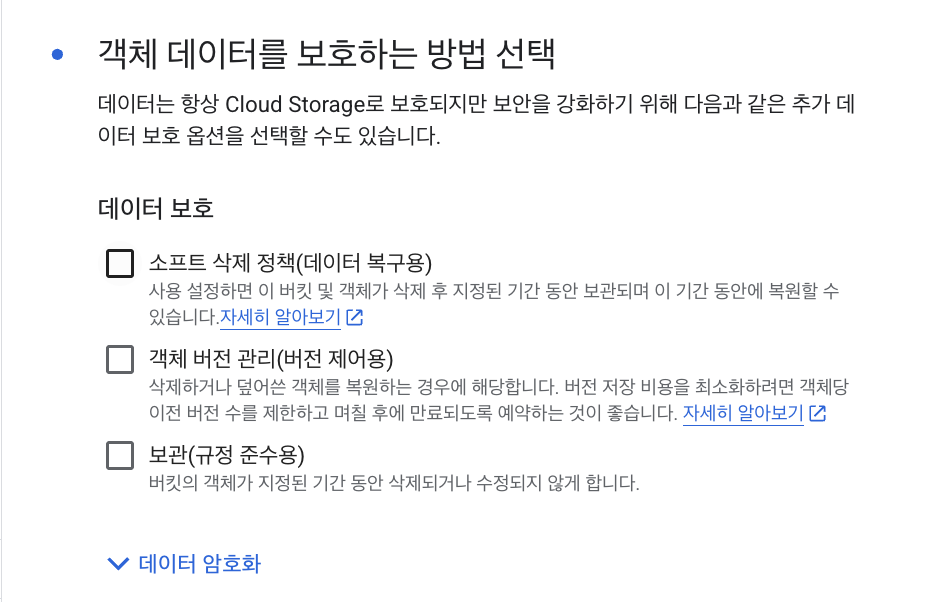 객체 데이터를 보호하는 방법 선택
데이터는 항상 Cloud Storage로 보호되지만 보안을 강화하기 위해 다음과 같은 추가 데
이터 보호 옵션을 선택할 수도 있습니다.
데이터 보호
소프트 삭제 정책(데이터 복구용)
사용 설정하면 이 버킷 및 객체가 삭제 후 지정된 기간 동안 보관되며 이 기간 동안에 복원할 수
있습니다.자세히 알아보기
객체 버전 관리(버전 제어용)
삭제하거나 덮어쓴 객체를 복원하는 경우에 해당합니다. 버전 저장 비용을 최소화하려면 객체당
이전 버전 수를 제한하고 며칠 후에 만료되도록 예약하는 것이 좋습니다. 자세히 알아보기
보관(규정 준수용)
버킷의 객체가 지정된 기간 동안 삭제되거나 수정되지 않게 합니다.
데이터 암호화